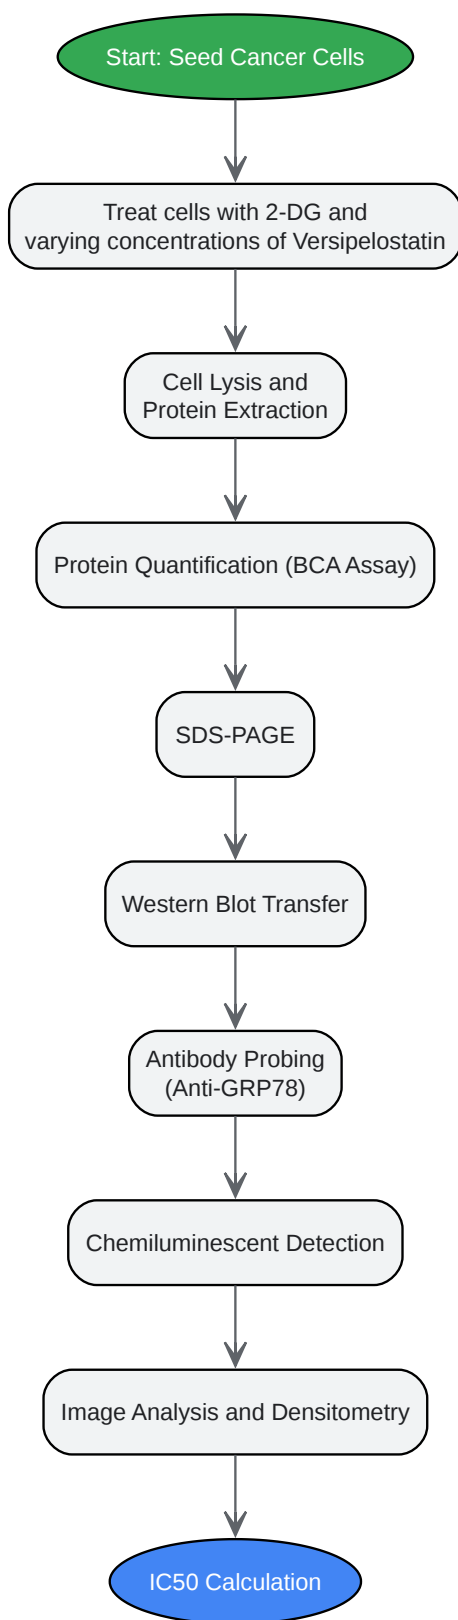 Start: Seed Cancer Cells
Treat cells with 2-DG and
varying concentrations of Versipelostatin
Cell Lysis and
Protein Extraction
Protein Quantification (BCA Assay)
SDS-PAGE
Western Blot Transfer
Antibody Probing
(Anti-GRP78)
Chemiluminescent Detection
Image Analysis and Densitometry
IC50 Calculation